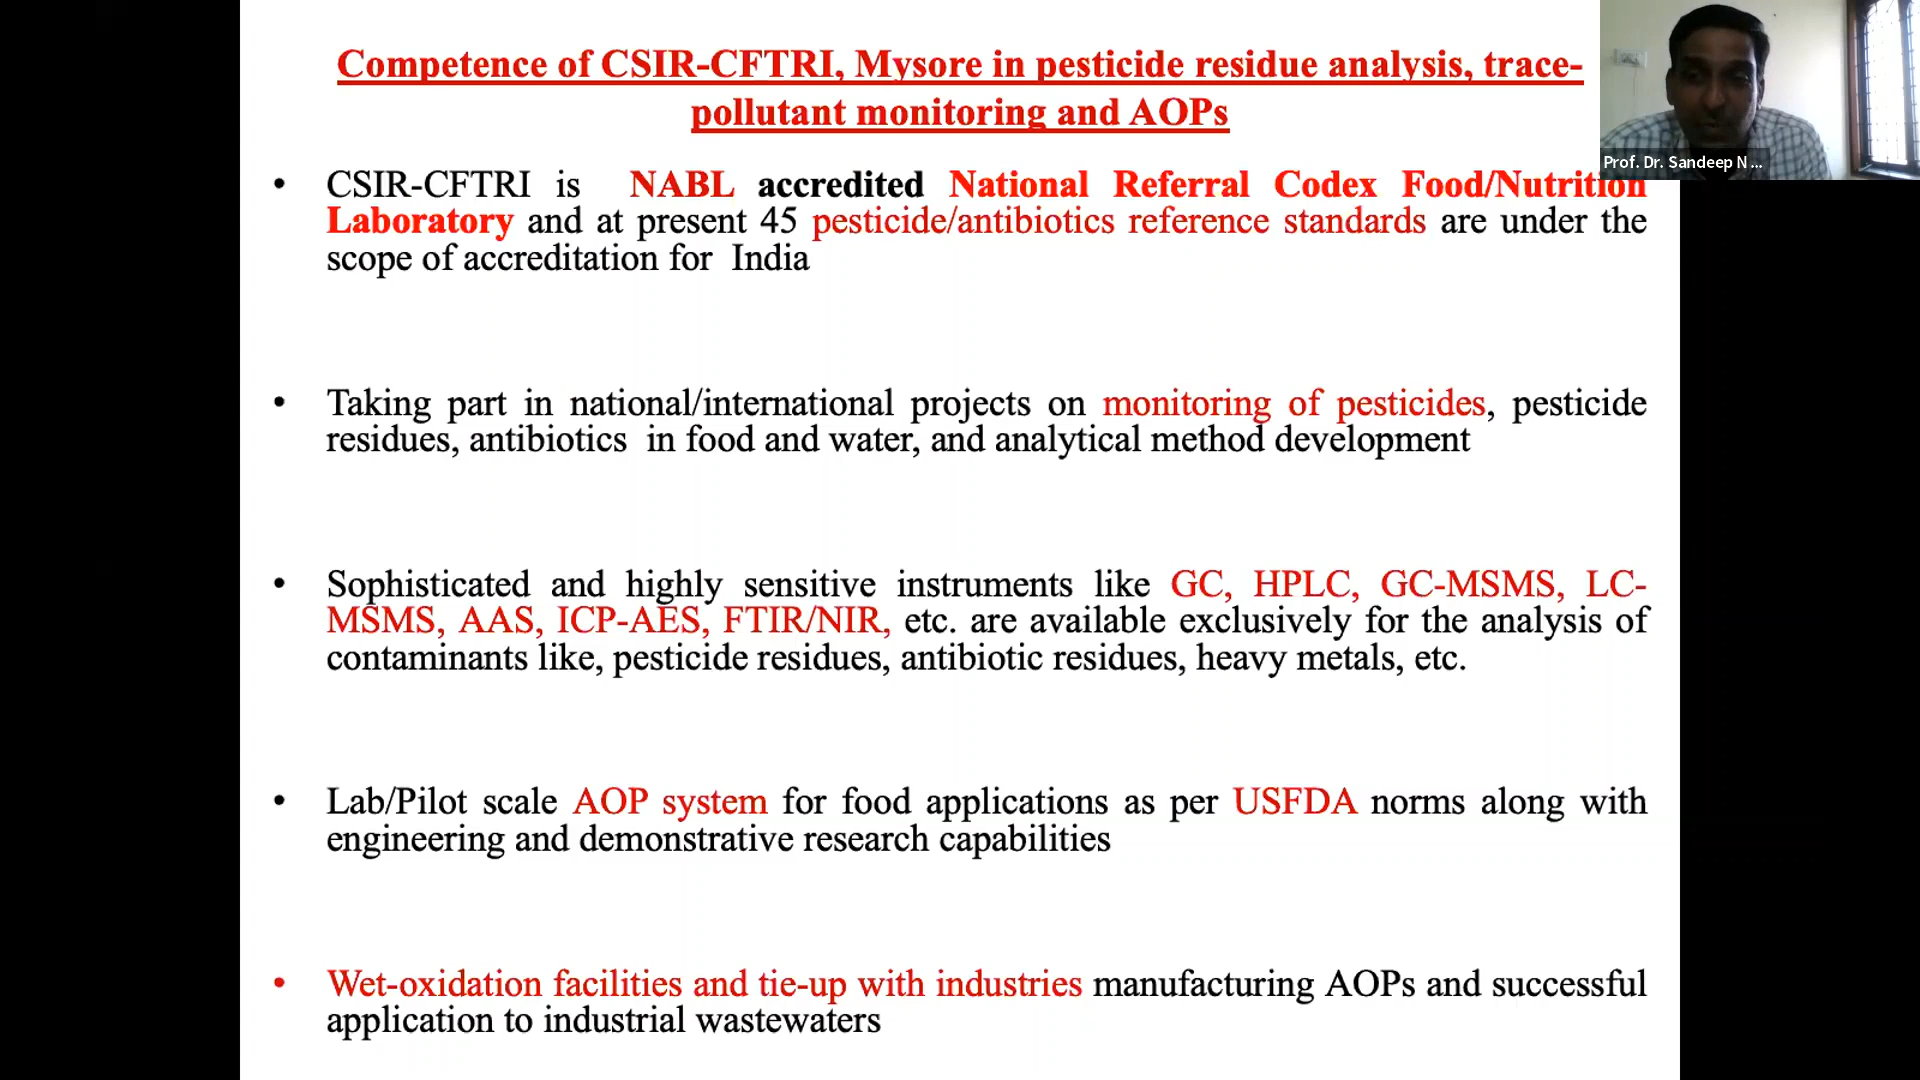 Competence of CSIR-CFTRI, Mysore in pesticide residue analysis, trace-
pollutant monitoring and AOPs
Prof. Dr. Sandeep N ...
• CSIR-CFTRI is NABL accredited National Referral Codex Food/Nutrition
Laboratory and at present 45 pesticide/antibiotics reference standards are under the
scope of accreditation for India
• Taking part in national/international projects on monitoring of pesticides, pesticide
residues, antibiotics in food and water, and analytical method development
• Sophisticated and highly sensitive instruments like GC, HPLC, GC-MSMS, LC-
MSMS, AAS, ICP-AES, FTIR/NIR, etc. are available exclusively for the analysis of
contaminants like, pesticide residues, antibiotic residues, heavy metals, etc.
• Lab/Pilot scale AOP system for food applications as per USFDA norms along with
engineering and demonstrative research capabilities
• Wet-oxidation facilities and tie-up with industries manufacturing AOPs and successful
application to industrial wastewaters